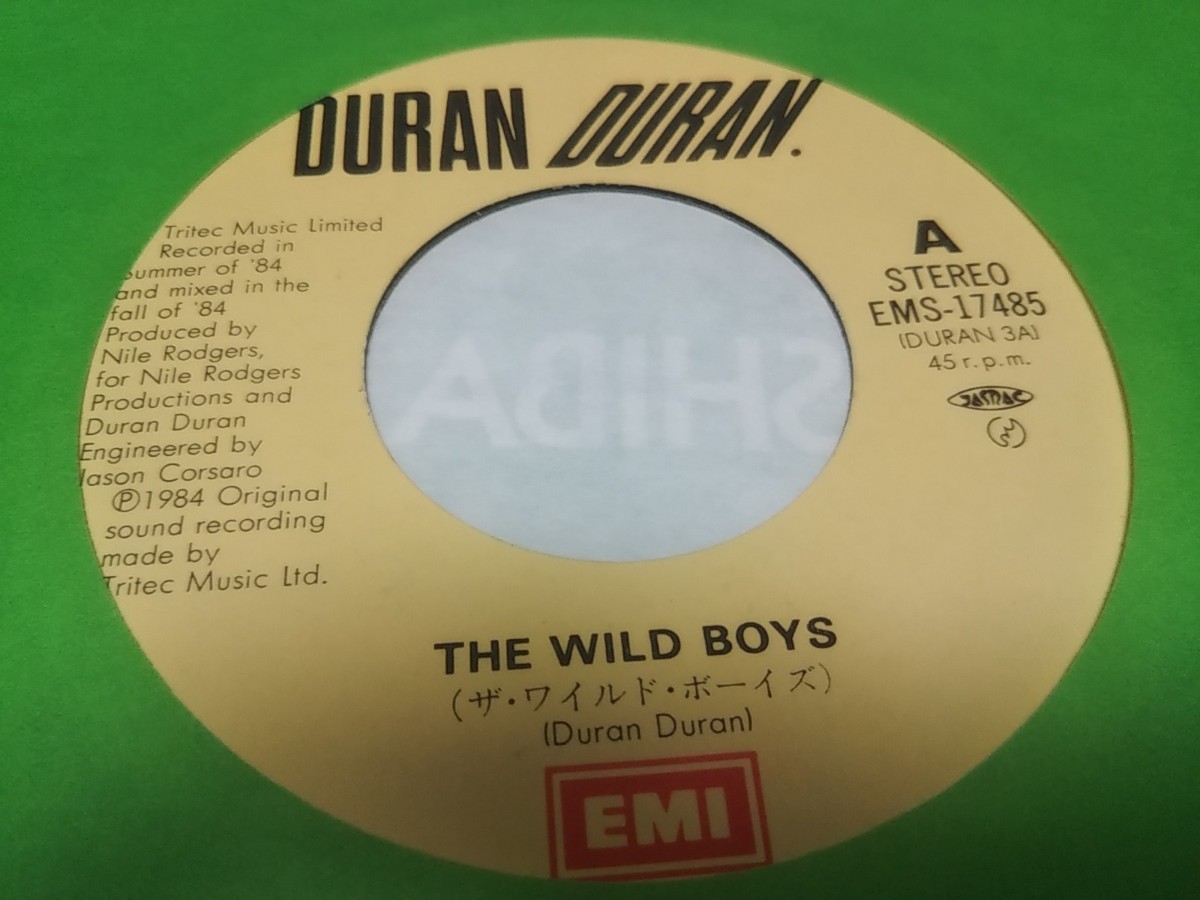 DURAN DURAN.
Tritec Music Limited
Recorded in
Summer of '84
and mixed in the
fall of '84
Produced by
Nile Rodgers,
for Nile Rodgers
Productions and
Duran Duran
Engineered by
Jason Corsaro
Ⓟ1984 Original
sound recording
made by
Tritec Music Ltd.
A
STEREO
EMS-17485
(DURAN 3A)
45 r.p.m.
JASRAC
THE WILD BOYS
(ザ・ワイルド・ボーイズ)
(Duran Duran)
EMI